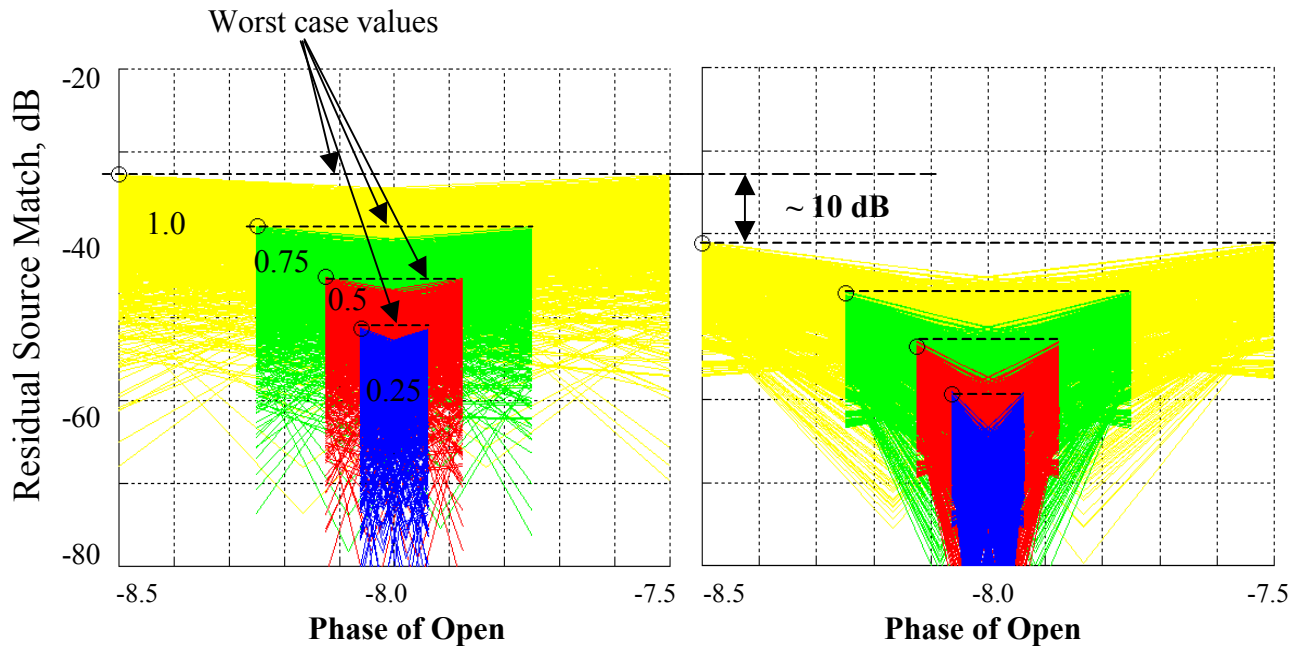 Worst case values
Residual Source Match, dB
-20
-40
-60
-80
1.0
0.75
0.5
0.25
-8.5
-8.0
-7.5
Phase of Open
~ 10 dB
-8.5
-8.0
-7.5
Phase of Open